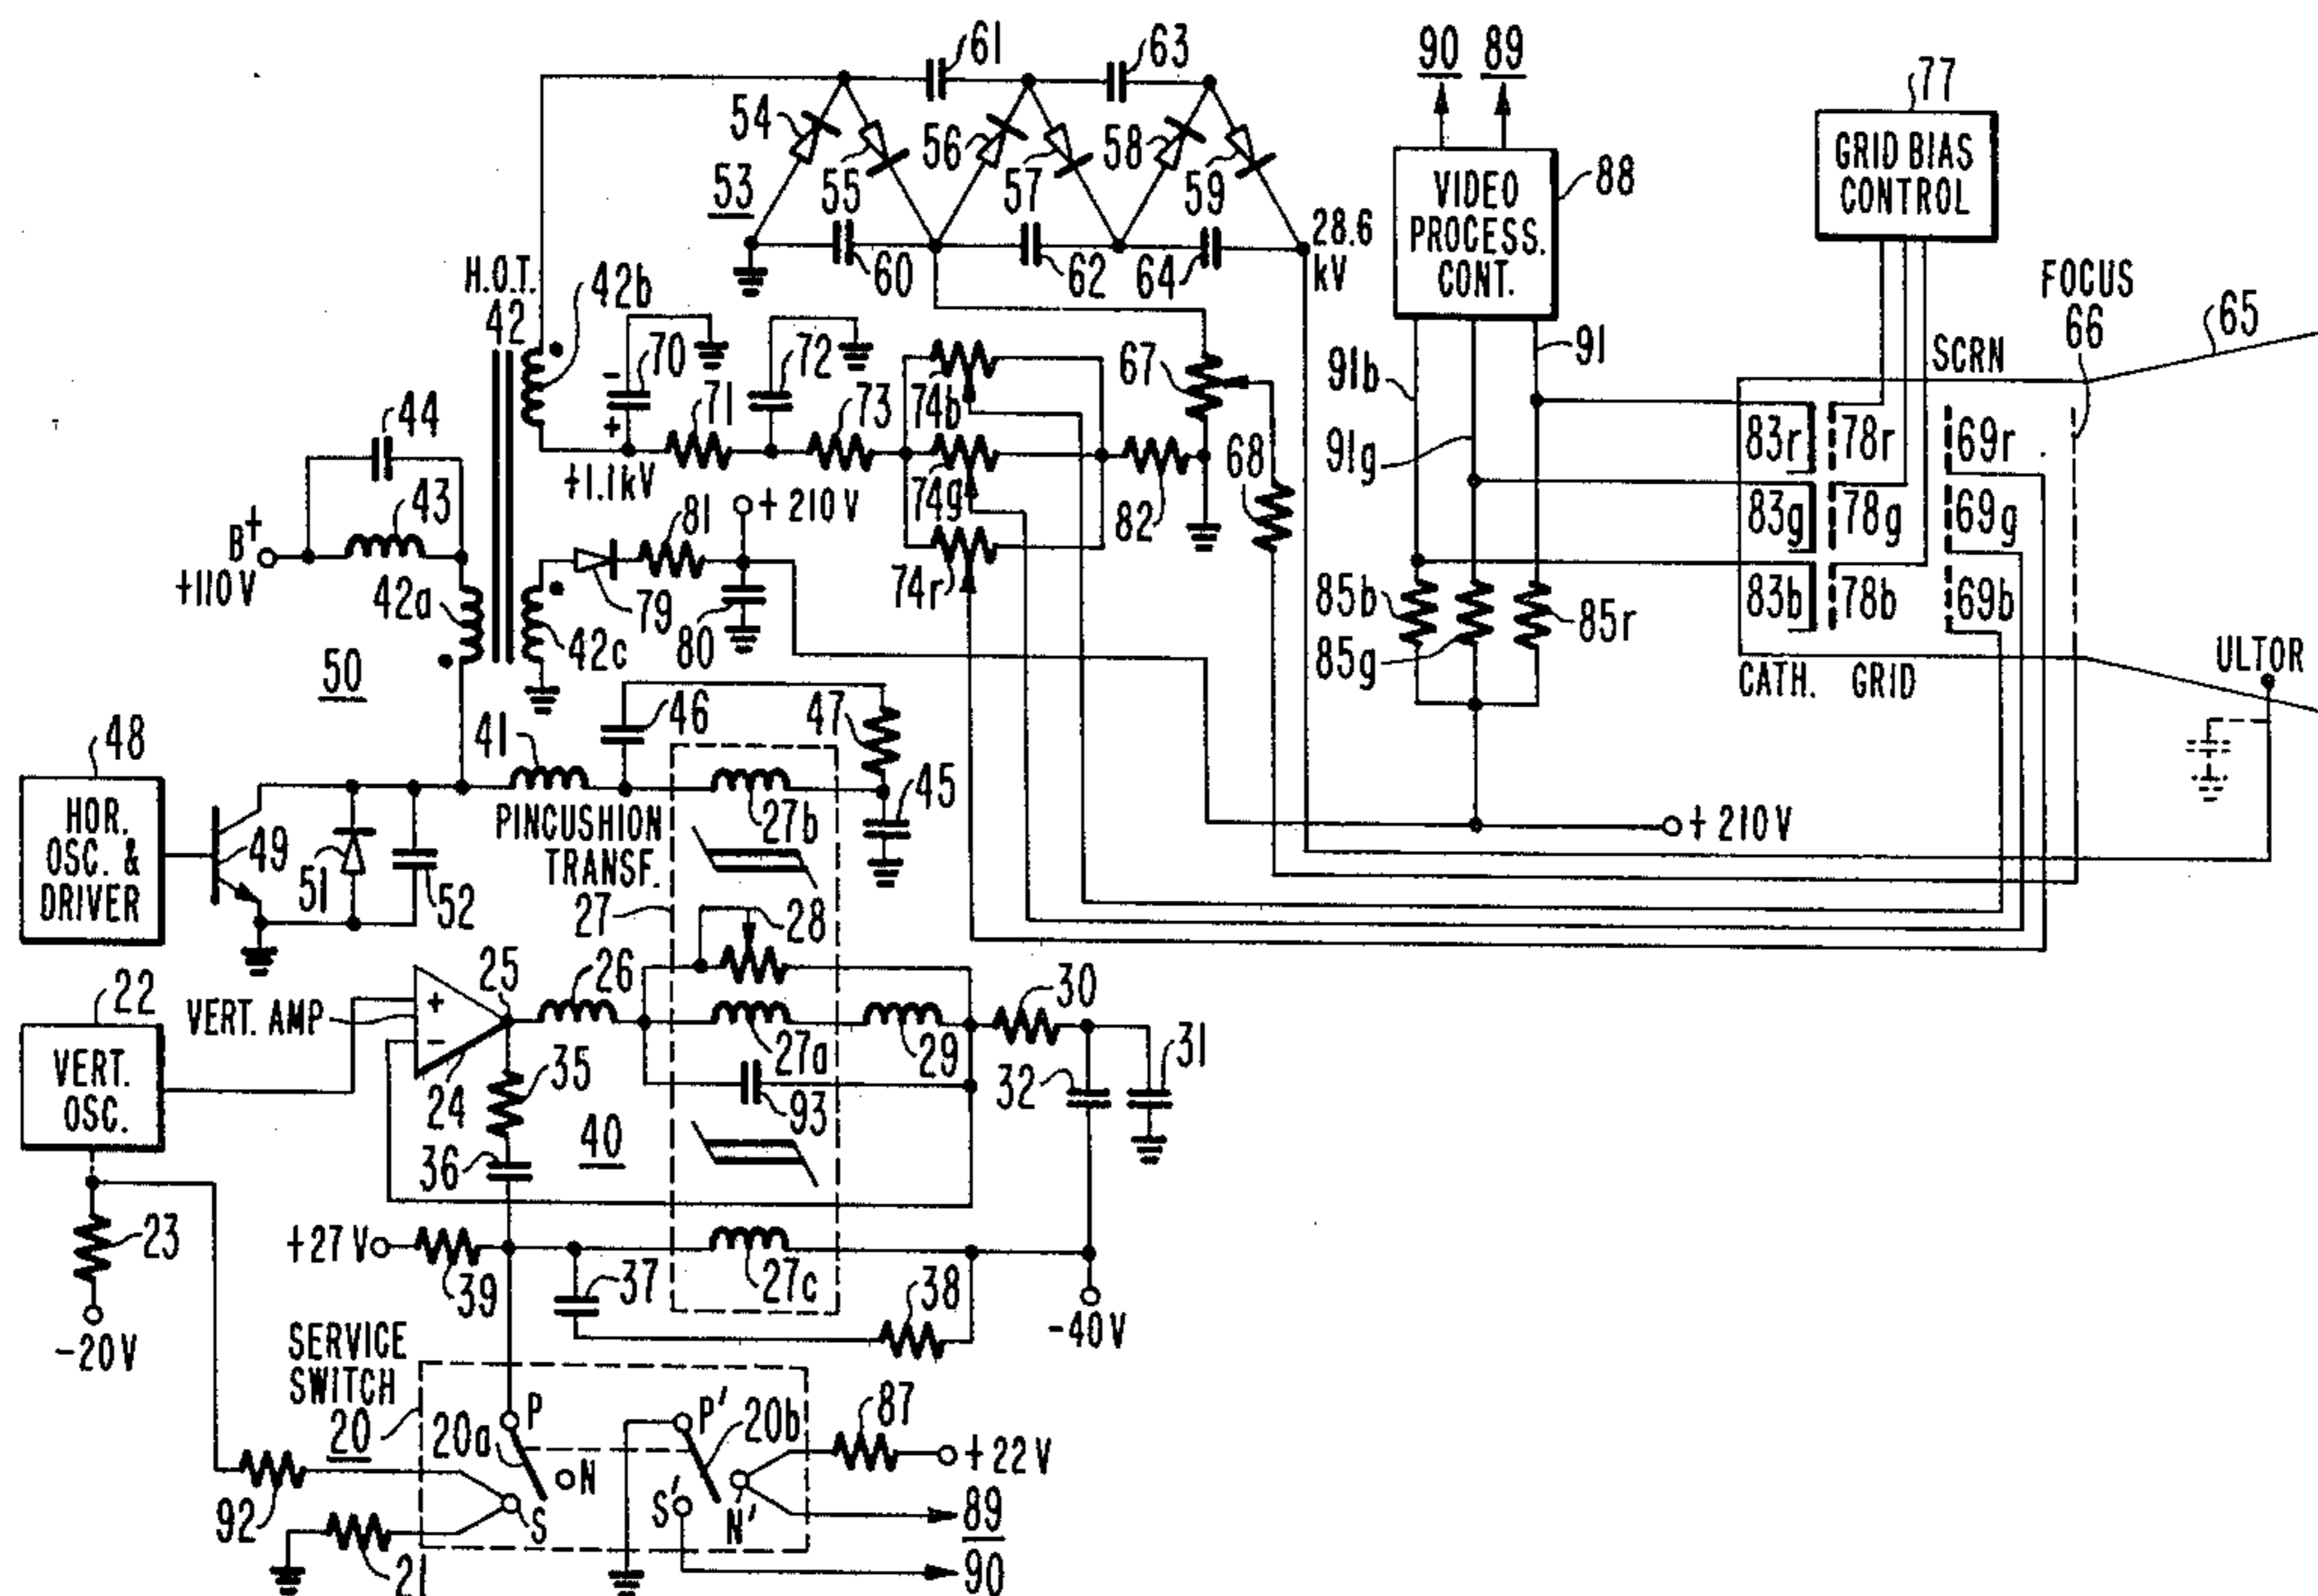 61
63
90 89
77
54
56
58
GRID BIAS
CONTROL
53
55
57
59
VIDEO
PROCESS.
CONT.
88
28.6
kV
60
62
64
H.O.T.
42
42b
FOCUS
66
65
SCRN
70
72
67
91b
91
44
71
73
74b
-
+
+1.1kV
91g
83r
78r
69r
43
B+
+110V
81
+210V
74g
82
68
83g
78g
69g
42a
79
80
74r
85b
85r
83b
78b
69b
42c
85g
50
CATH. GRID
ULTOR
48
46
47
41
45
HOR.
OSC. &
DRIVER
49
51
52
PINCUSHION
TRANSF.
27
27b
+210V
28
25
26
30
22
VERT. AMP
+
-
VERT.
OSC.
24
35
27a
29
32
31
93
36
40
23
+27V
39
37
27c
38
-40V
-20V
SERVICE
SWITCH
20
P
20a
N
S
P'
20b
S'
N'
87
+22V
92
21
89
90